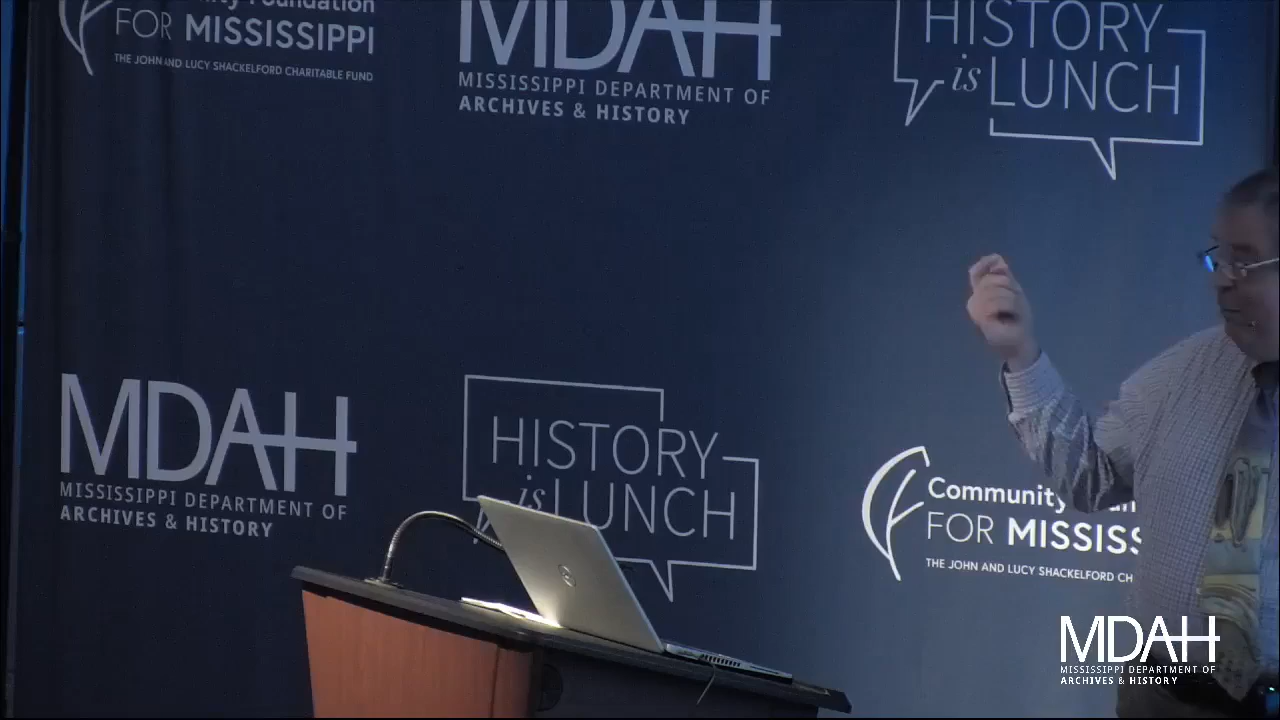 Foundation
FOR MISSISSIPPI
THE JOHN AND LUCY SHACKELFORD CHARITABLE FUND
MDAH
MISSISSIPPI DEPARTMENT OF
ARCHIVES & HISTORY
HISTORY
is LUNCH
MDAH
MISSISSIPPI DEPARTMENT OF
ARCHIVES & HISTORY
HISTORY
is LUNCH
Community
FOR MISSISS
THE JOHN AND LUCY SHACKELFORD CH
MDAH
MISSISSIPPI DEPARTMENT OF
ARCHIVES & HISTORY